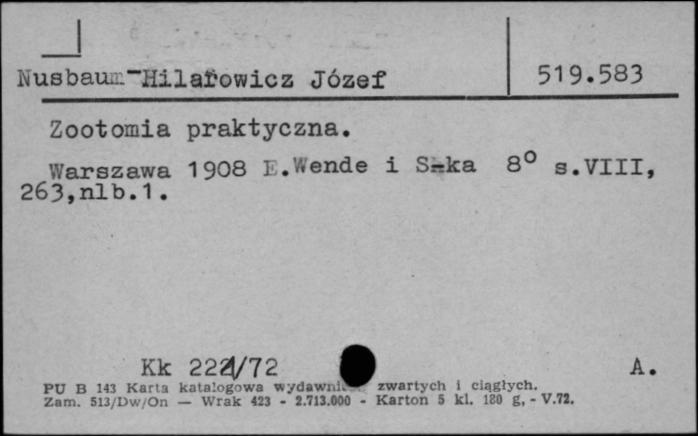 Nusbaum-Hilarowicz Józef 519.583
Zootomia praktyczna.
Warszawa 1908 E.Wende i S-ka 8° s.VIII,
263,nlb.1.
Kk 221/72 A.
PU B 143 Karta katalogowa zwartych i ciągłych.
Zam. 513/Dw/On — Wrak 423 - 2.713.000 - Karton 5 kl. 180 g, - V.72.